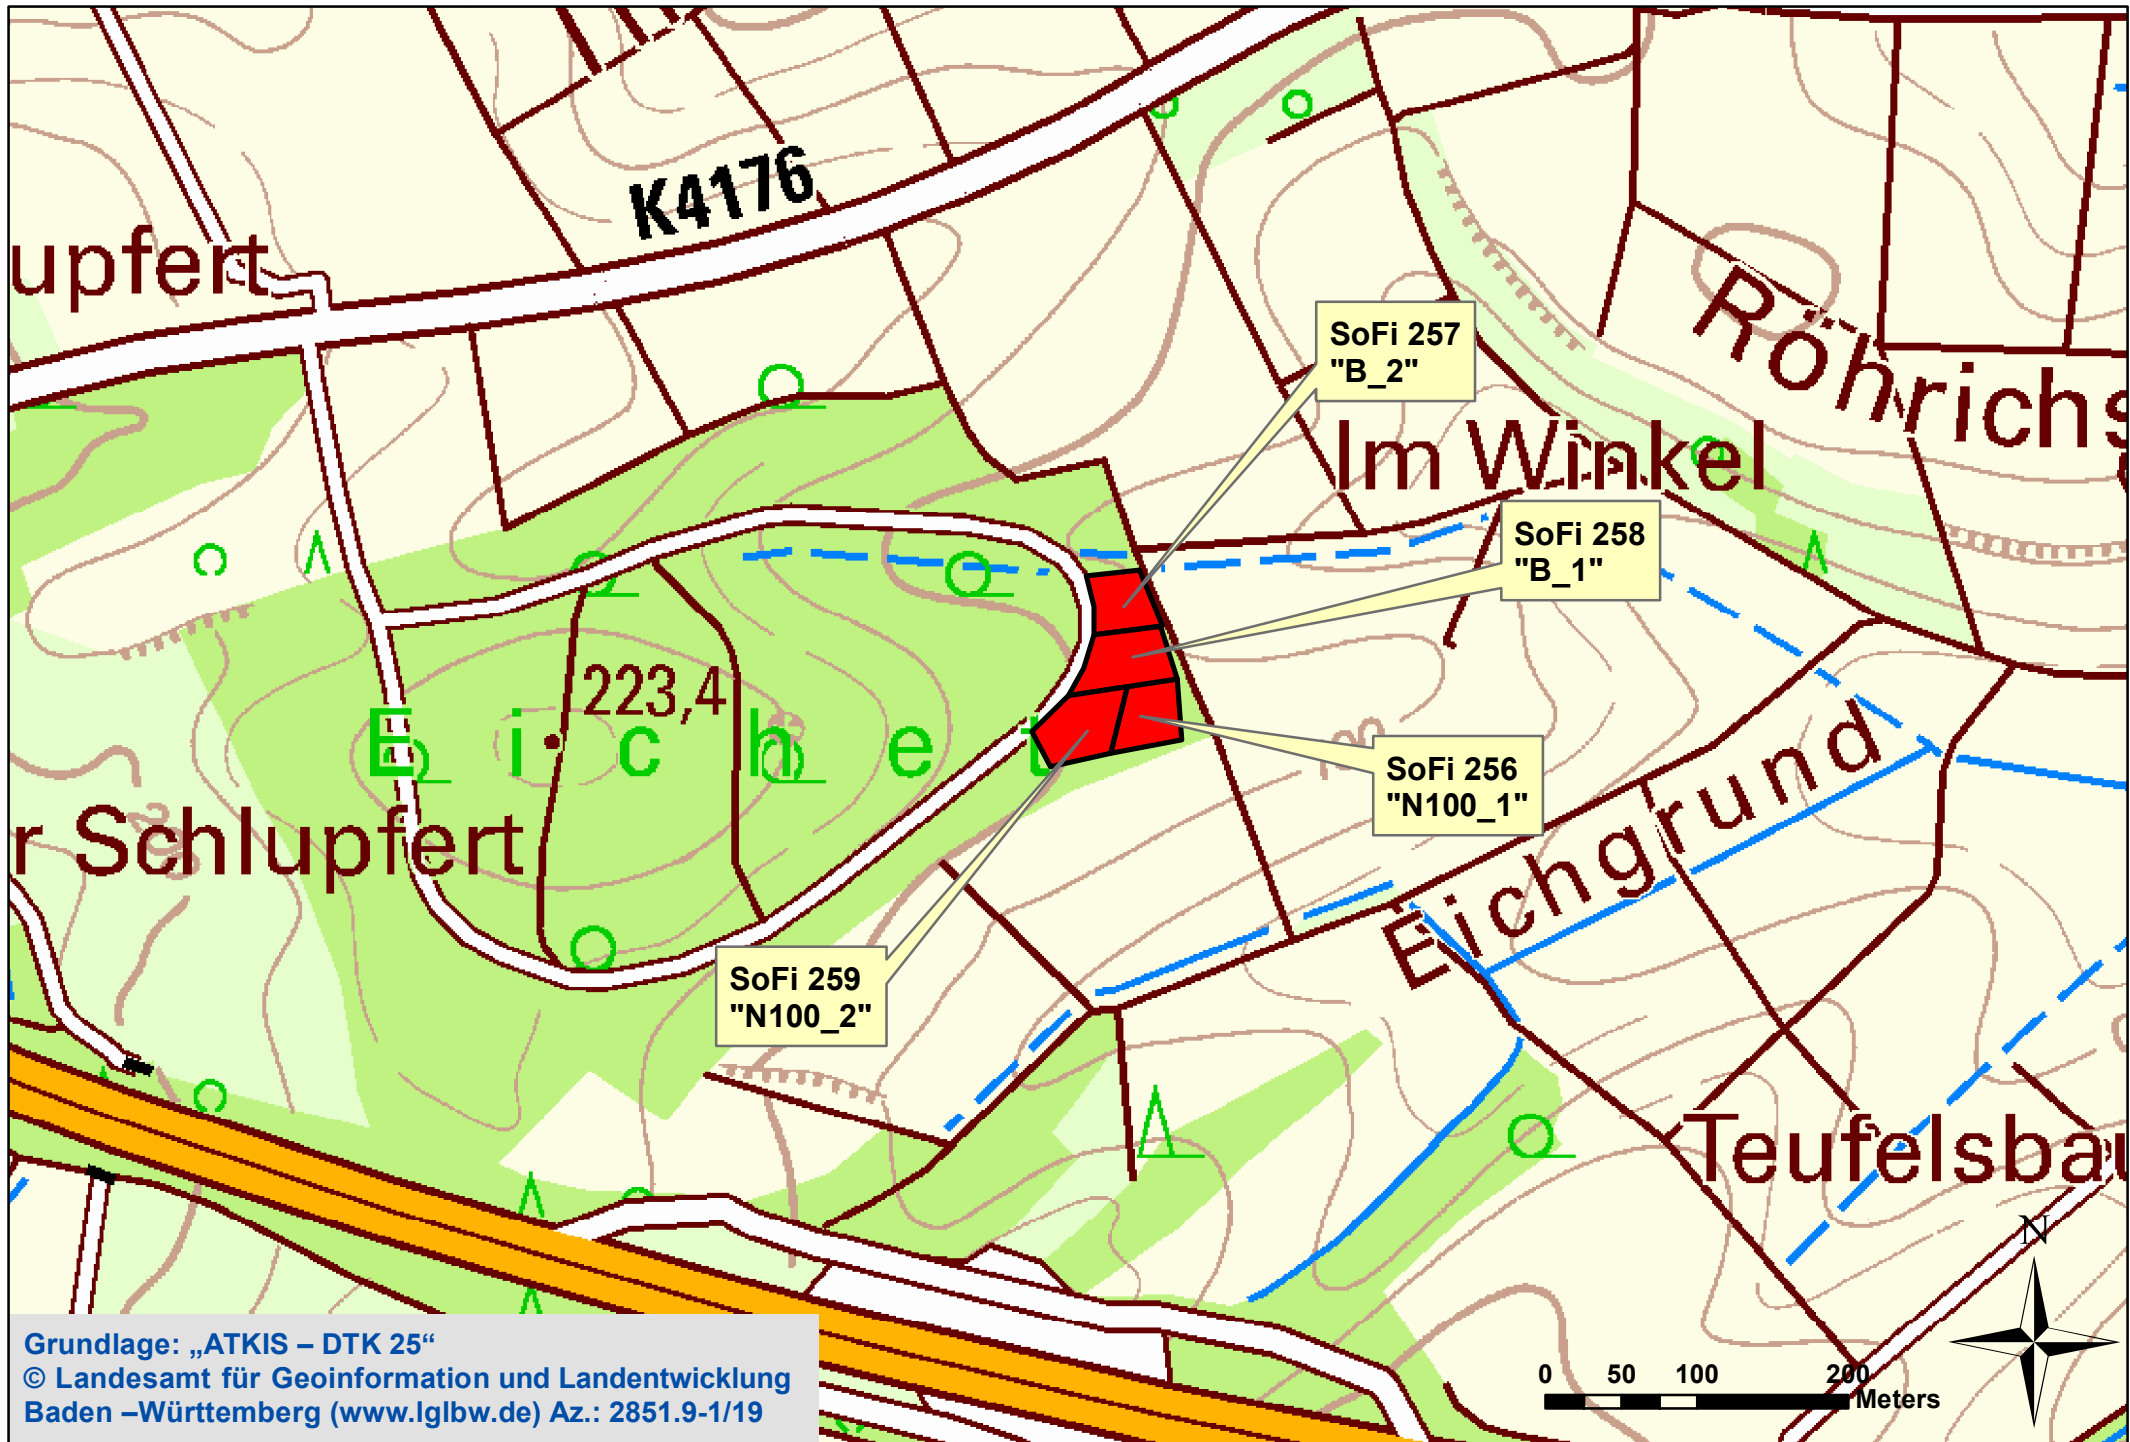 K4176
upfert
Röhrichs
SoFi 257
"B_2"
Im Winkel
SoFi 258
"B_1"
223,4
Eichet
SoFi 256
"N100_1"
r Schlupfert
Eichgrund
SoFi 259
"N100_2"
Teufelsbau
N
Grundlage: „ATKIS – DTK 25“
© Landesamt für Geoinformation und Landentwicklung
Baden –Württemberg (www.lglbw.de) Az.: 2851.9-1/19
0 50 100 200
Meters